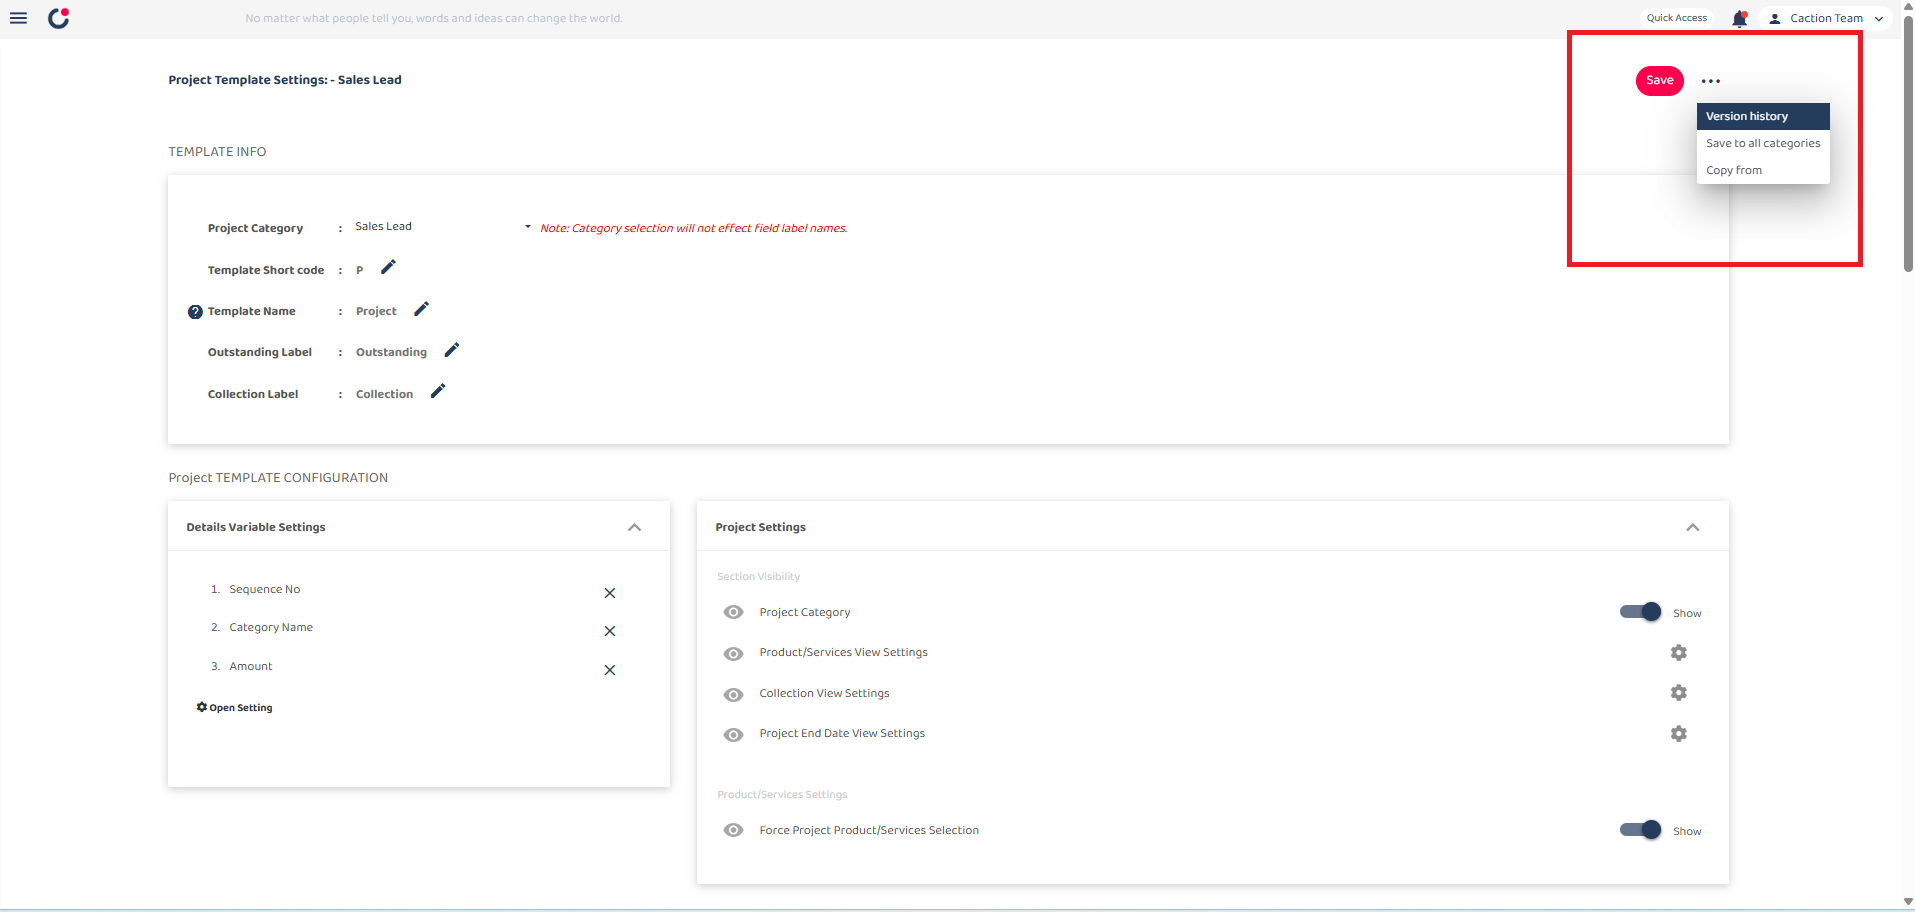 No matter what people tell you, words and ideas can change the world.
Quick Access
Caction Team
Project Template Settings: - Sales Lead
Save
Version history
Save to all categories
Copy from
TEMPLATE INFO
Project Category : Sales Lead Note: Category selection will not effect field label names.
Template Short code : P
? Template Name : Project
Outstanding Label : Outstanding
Collection Label : Collection
Project TEMPLATE CONFIGURATION
Details Variable Settings
1. Sequence No
2. Category Name
3. Amount
Open Setting
Project Settings
Section Visibility
Project Category Show
Product/Services View Settings
Collection View Settings
Project End Date View Settings
Product/Services Settings
Force Project Product/Services Selection Show